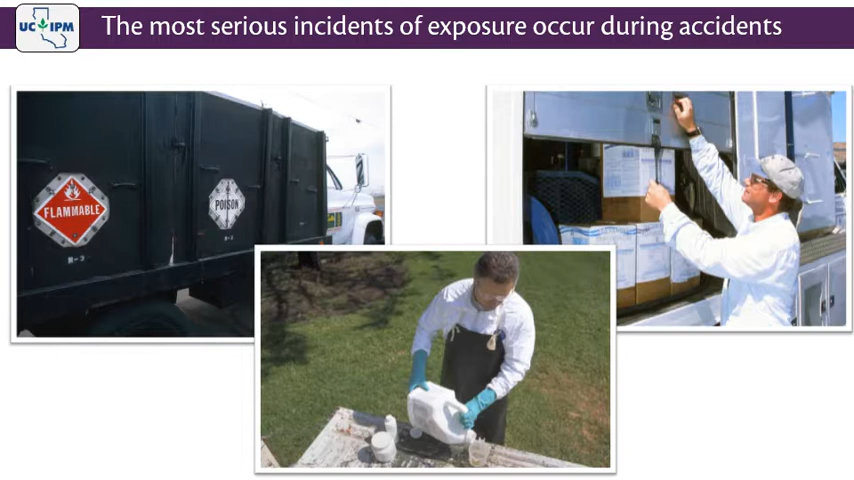 UC IPM
The most serious incidents of exposure occur during accidents
FLAMMABLE
POISON